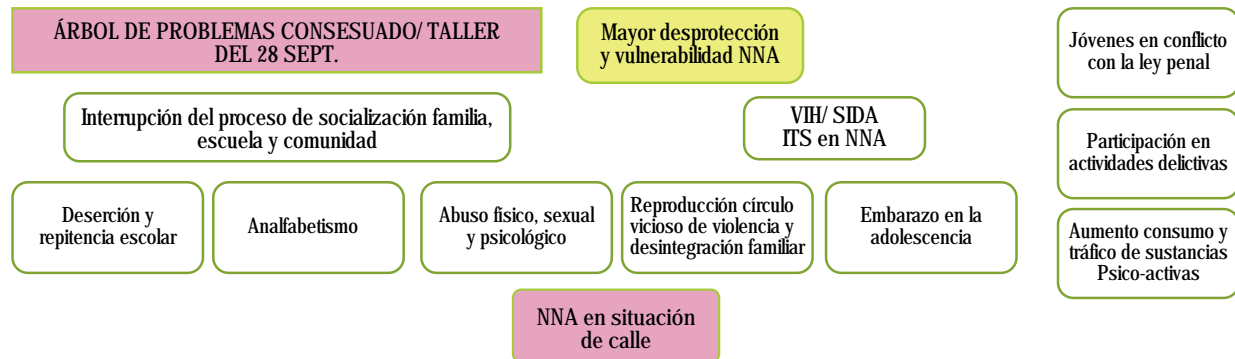 ÁRBOL DE PROBLEMAS CONSESUADO/ TALLER
DEL 28 SEPT.
Mayor desprotección
y vulnerabilidad NNA
Jóvenes en conflicto
con la ley penal
Interrupción del proceso de socialización familia,
escuela y comunidad
VIH/ SIDA
ITS en NNA
Participación en
actividades delictivas
Deserción y
repitencia escolar
Analfabetismo
Abuso físico, sexual
y psicológico
Reproducción círculo
vicioso de violencia y
desintegración familiar
Embarazo en la
adolescencia
Aumento consumo y
tráfico de sustancias
Psico-activas
NNA en situación
de calle